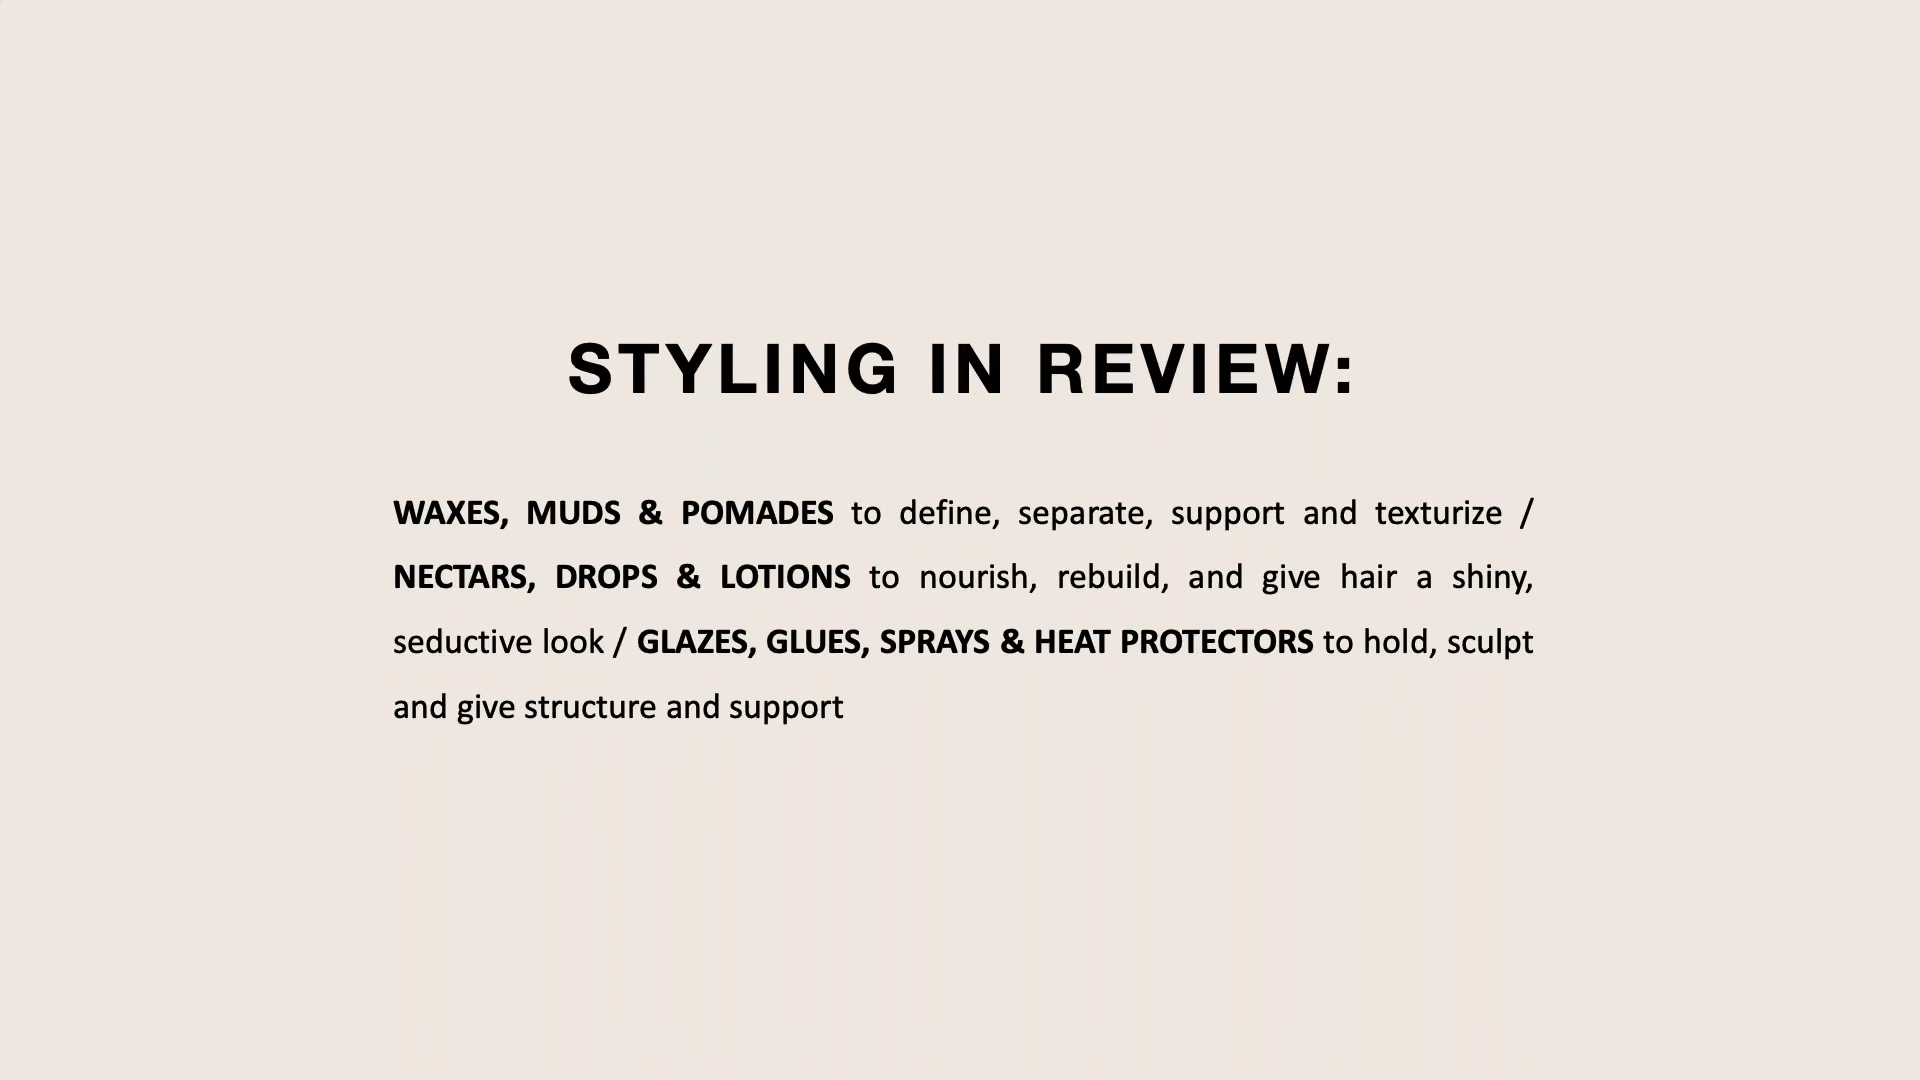 STYLING IN REVIEW:
WAXES, MUDS & POMADES to define, separate, support and texturize /
NECTARS, DROPS & LOTIONS to nourish, rebuild, and give hair a shiny,
seductive look / GLAZES, GLUES, SPRAYS & HEAT PROTECTORS to hold, sculpt
and give structure and support